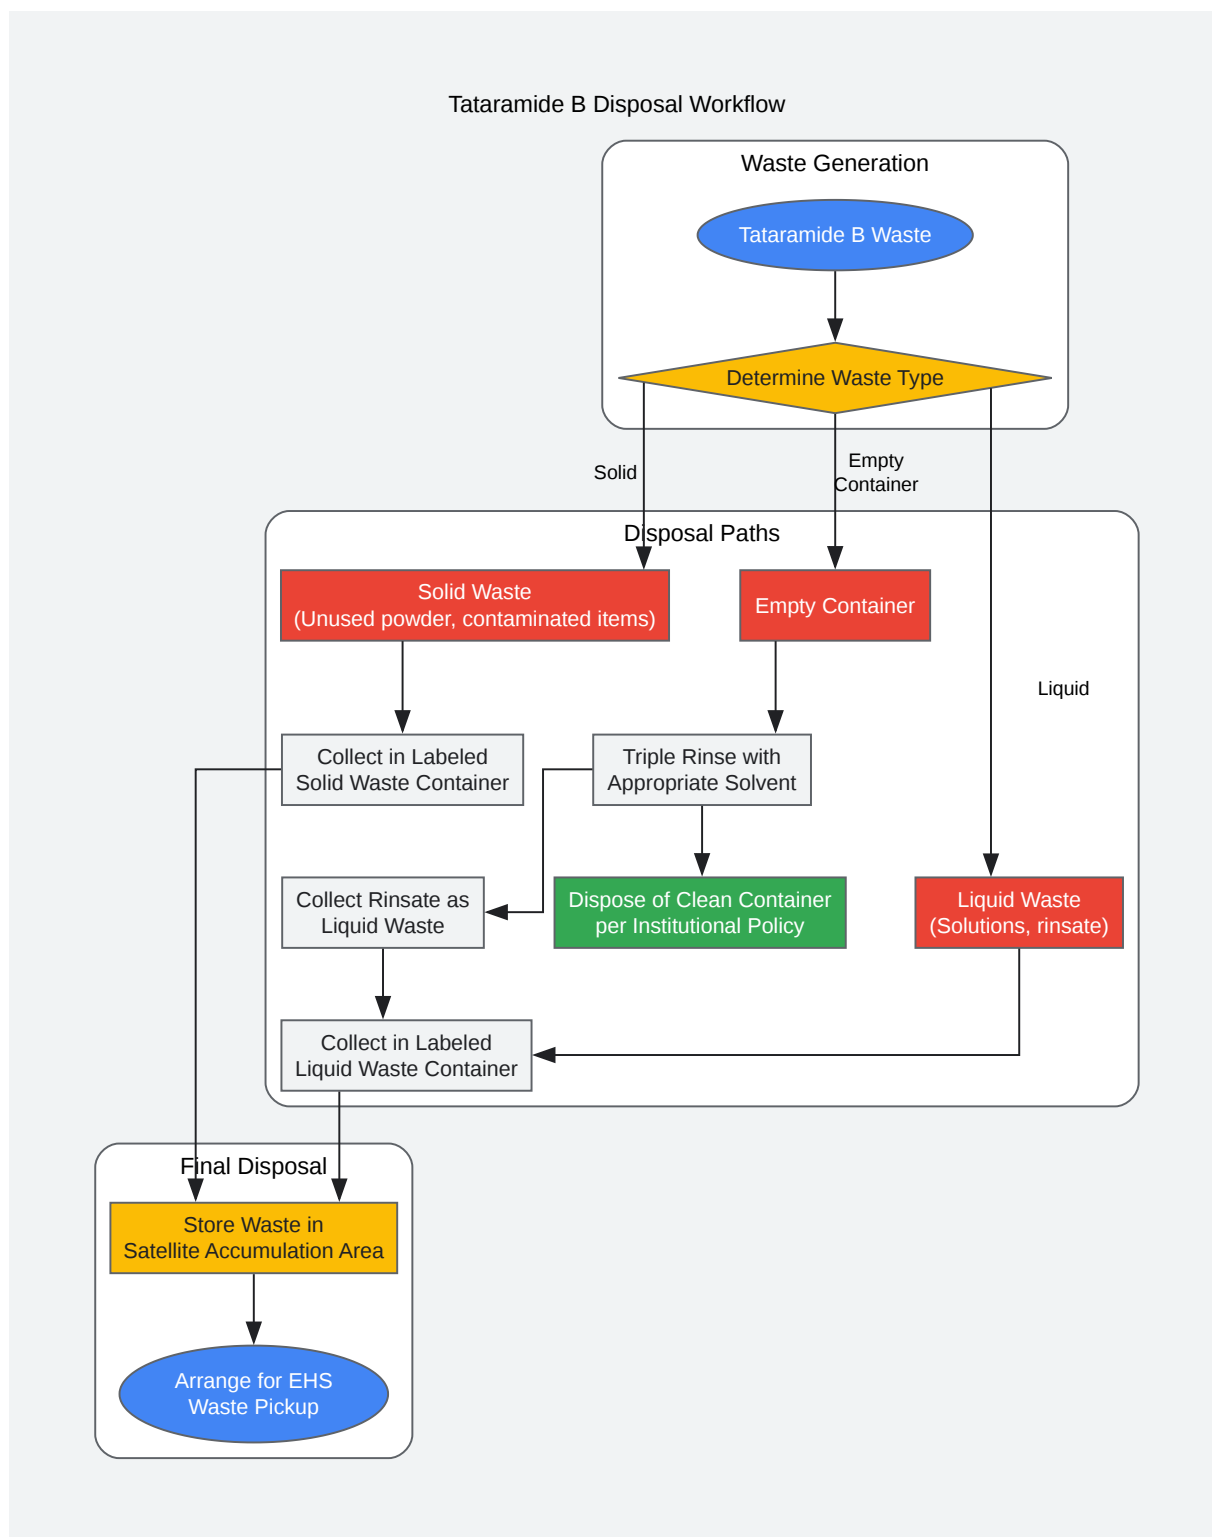 Tataramide B Disposal Workflow
Waste Generation
Tataramide B Waste
Determine Waste Type
Solid
Empty
Container
Disposal Paths
Solid Waste
(Unused powder, contaminated items)
Empty Container
Liquid
Collect in Labeled
Solid Waste Container
Triple Rinse with
Appropriate Solvent
Collect Rinsate as
Liquid Waste
Dispose of Clean Container
per Institutional Policy
Liquid Waste
(Solutions, rinsate)
Collect in Labeled
Liquid Waste Container
Final Disposal
Store Waste in
Satellite Accumulation Area
Arrange for EHS
Waste Pickup